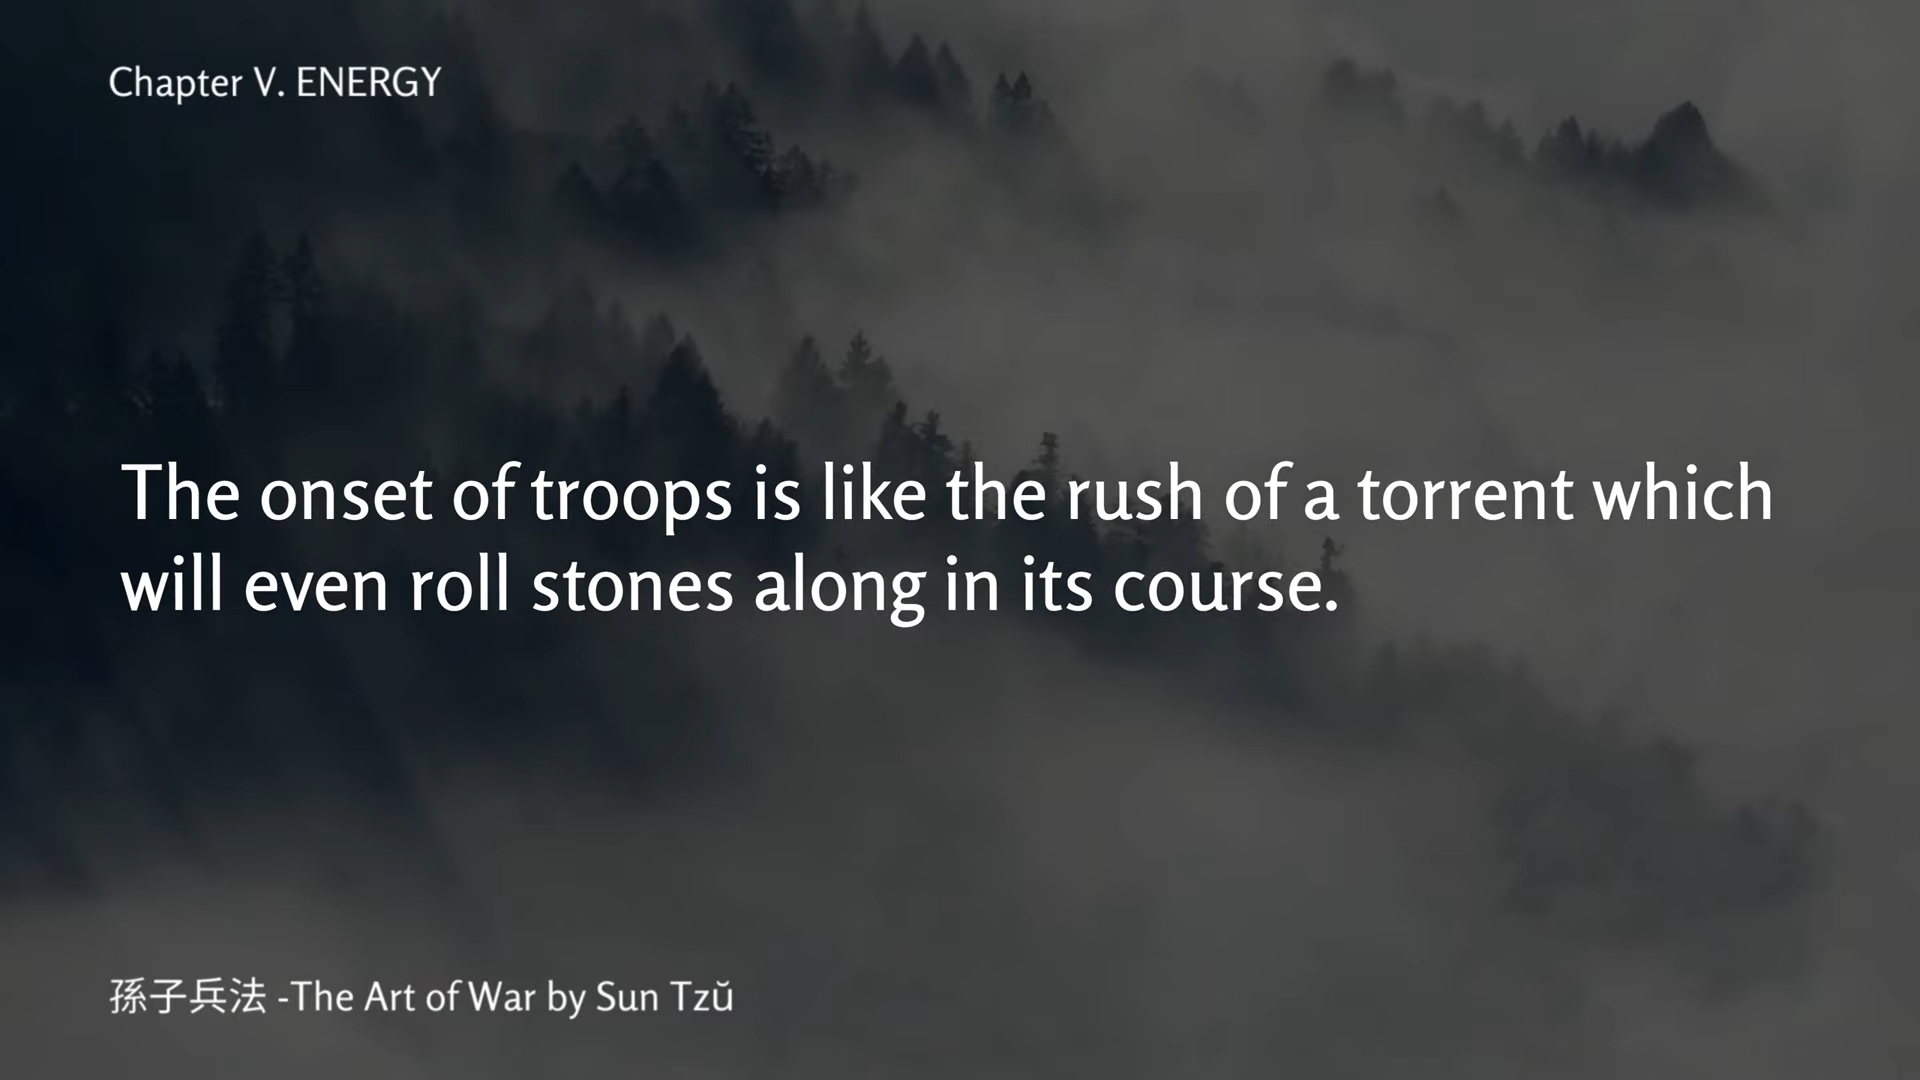 Chapter V. ENERGY
The onset of troops is like the rush of a torrent which
will even roll stones along in its course.
孫子兵法 -The Art of War by Sun Tzŭ